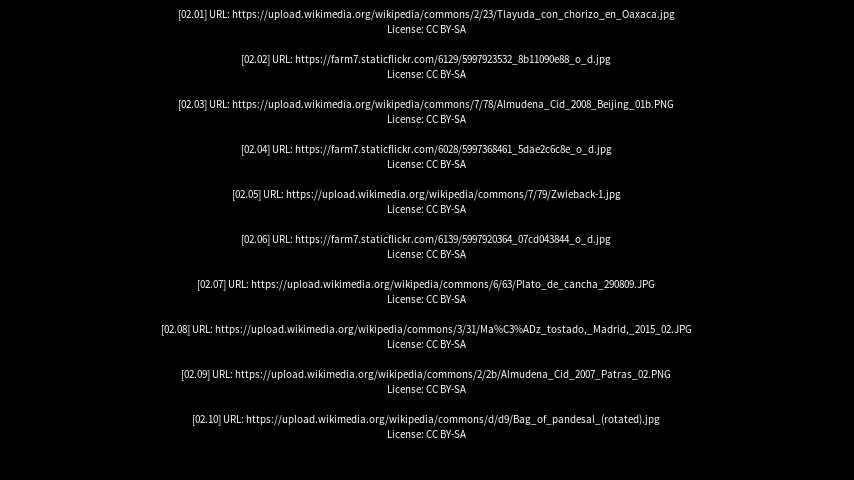 [02.01] URL: https://upload.wikimedia.org/wikipedia/commons/2/23/Tlayuda_con_chorizo_en_Oaxaca.jpg
License: CC BY-SA
[02.02] URL: https://farm7.staticflickr.com/6129/5997923532_8b11090e88_o_d.jpg
License: CC BY-SA
[02.03] URL: https://upload.wikimedia.org/wikipedia/commons/7/78/Almudena_Cid_2008_Beijing_01b.PNG
License: CC BY-SA
[02.04] URL: https://farm7.staticflickr.com/6028/5997368461_5dae2c6c8e_o_d.jpg
License: CC BY-SA
[02.05] URL: https://upload.wikimedia.org/wikipedia/commons/7/79/Zwieback-1.jpg
License: CC BY-SA
[02.06] URL: https://farm7.staticflickr.com/6139/5997920364_07cd043844_o_d.jpg
License: CC BY-SA
[02.07] URL: https://upload.wikimedia.org/wikipedia/commons/6/63/Plato_de_cancha_290809.JPG
License: CC BY-SA
[02.08] URL: https://upload.wikimedia.org/wikipedia/commons/3/31/Ma%C3%ADz_tostado,_Madrid,_2015_02.JPG
License: CC BY-SA
[02.09] URL: https://upload.wikimedia.org/wikipedia/commons/2/2b/Almudena_Cid_2007_Patras_02.PNG
License: CC BY-SA
[02.10] URL: https://upload.wikimedia.org/wikipedia/commons/d/d9/Bag_of_pandesal_(rotated).jpg
License: CC BY-SA